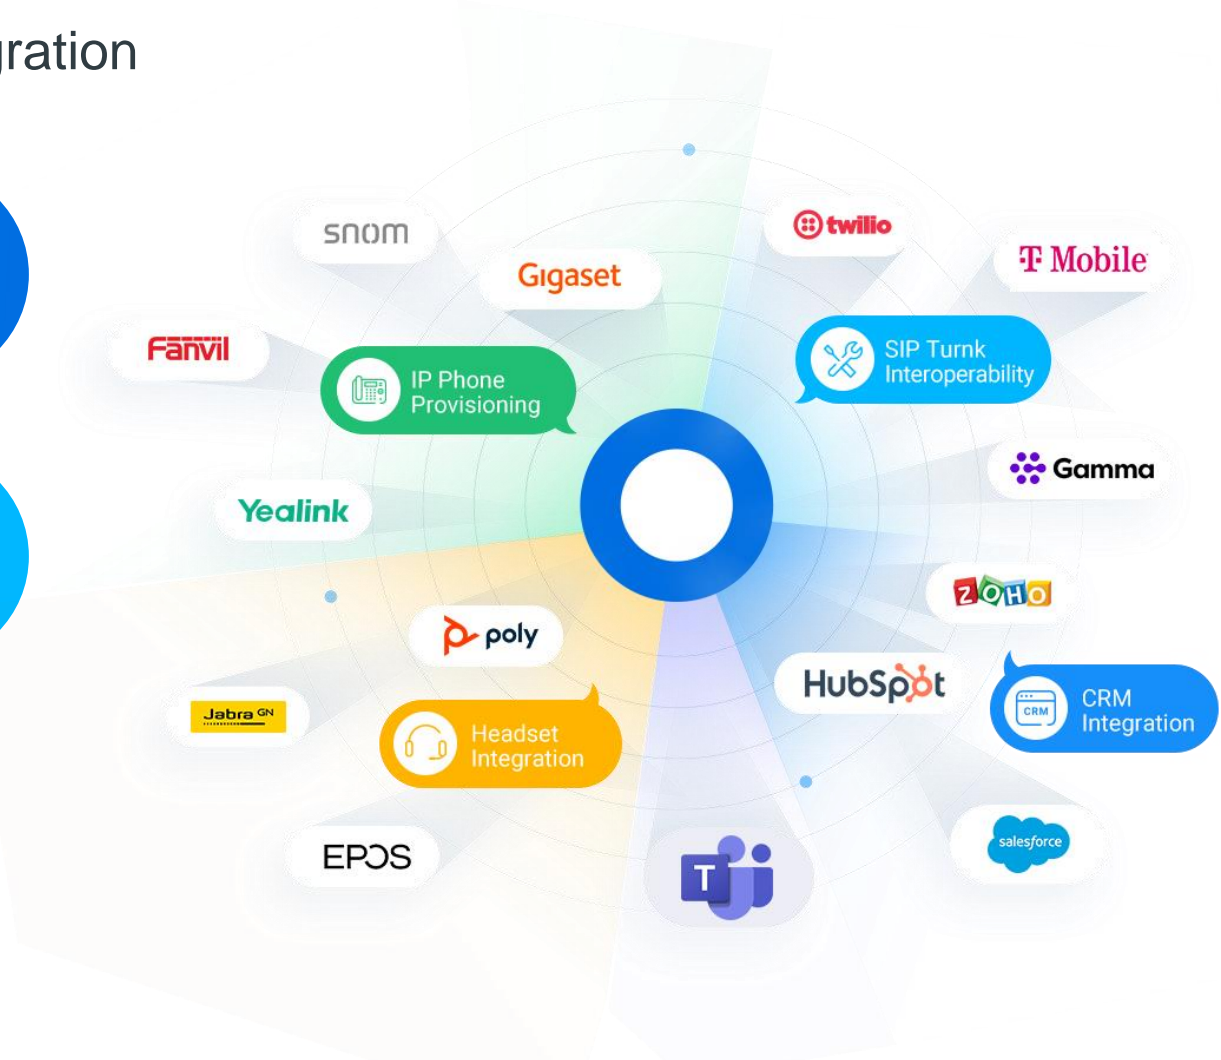 gration
snom
twilio
T Mobile
Gigaset
Fanvil
SIP Turnk
Interoperability
IP Phone
Provisioning
Gamma
Yealink
ZOHO
poly
HubSpot
CRM
CRM
Integration
Jabra GN
Headset
Integration
salesforce
EPOS
T